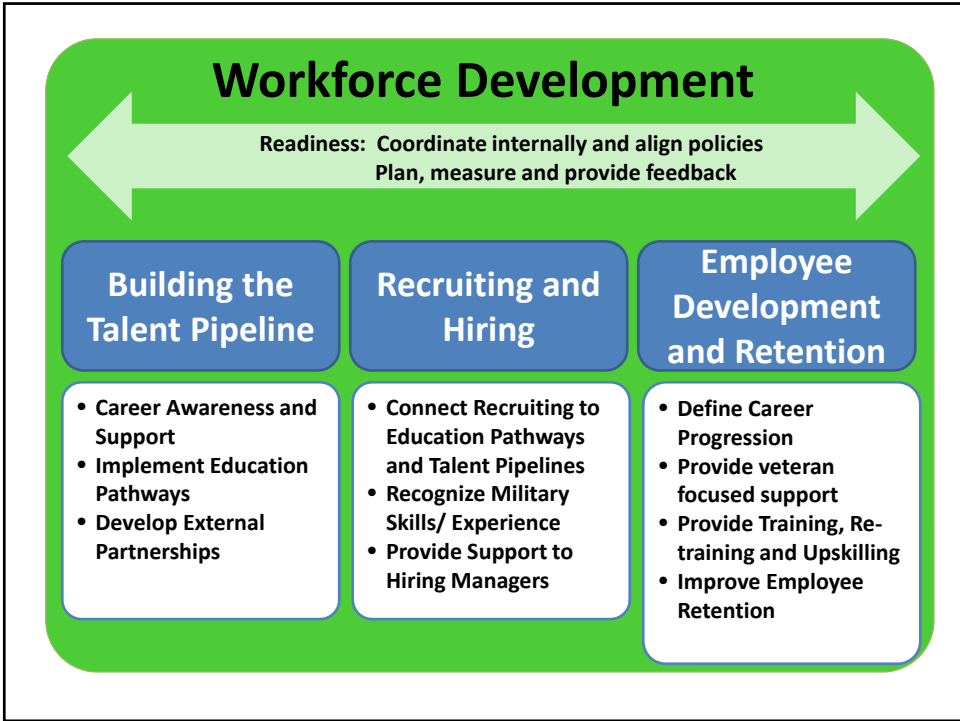 Workforce Development
Readiness: Coordinate internally and align policies
Plan, measure and provide feedback
Building the
Talent Pipeline
• Career Awareness and
Support
• Implement Education
Pathways
• Develop External
Partnerships
Recruiting and
Hiring
• Connect Recruiting to
Education Pathways
and Talent Pipelines
• Recognize Military
Skills/ Experience
• Provide Support to
Hiring Managers
Employee
Development
and Retention
• Define Career
Progression
• Provide veteran
focused support
• Provide Training, Re-
training and Upskilling
• Improve Employee
Retention